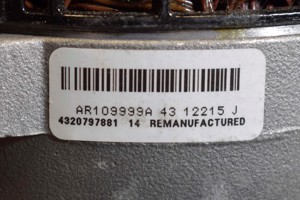 AR109999A 43 12215 J
4320797881 14 REMANUFACTURED